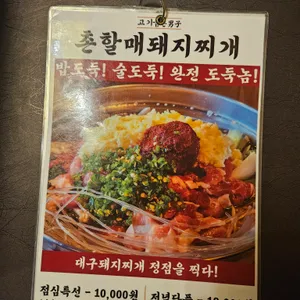 촌할매돼지찌개
밥도둑! 술도둑! 완전 도둑놈!
대구돼지찌개 정점을 찍다!
점심특선 - 10,000원